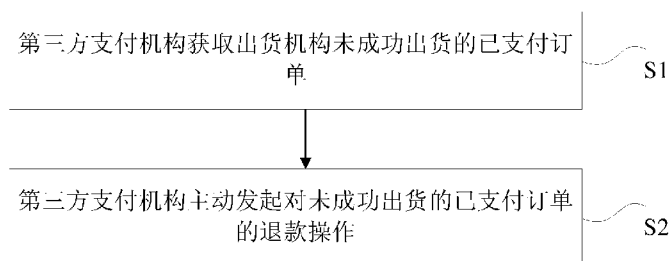 第三方支付机构获取出货机构未成功出货的已支付订
单
S1
第三方支付机构主动发起对未成功出货的已支付订单
的退款操作
S2